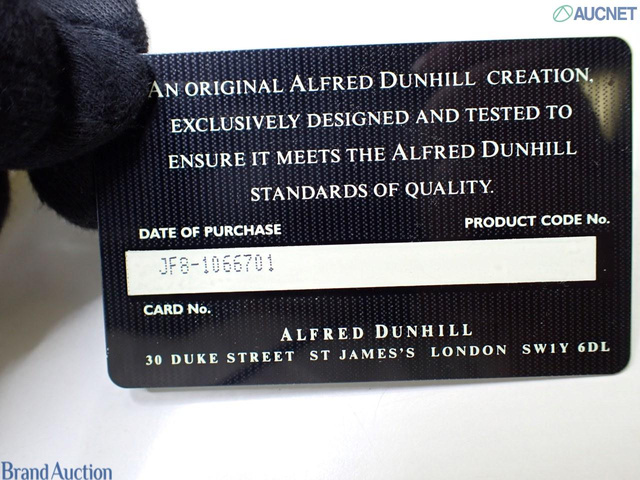 AUCNET
AN ORIGINAL ALFRED DUNHILL CREATION.
EXCLUSIVELY DESIGNED AND TESTED TO
ENSURE IT MEETS THE ALFRED DUNHILL
STANDARDS OF QUALITY.
DATE OF PURCHASE PRODUCT CODE No.
JF8-1066701
CARD No.
ALFRED DUNHILL
30 DUKE STREET ST JAMES'S LONDON SW1Y 6DL
Brand Auction